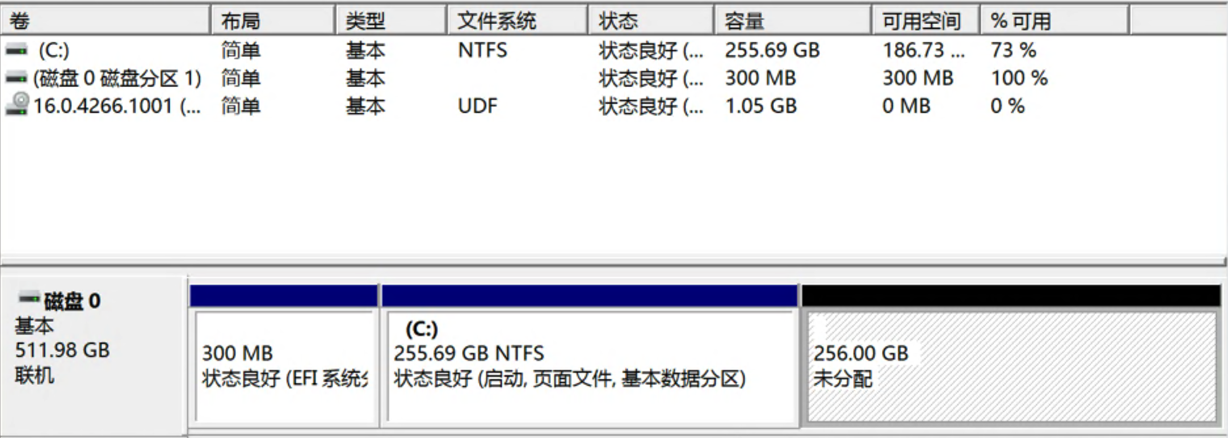 卷 布局 类型 文件系统 状态 容量 可用空间 % 可用
(C:) 简单 基本 NTFS 状态良好 (... 255.69 GB 186.73 ... 73 %
(磁盘 0 磁盘分区 1) 简单 基本 状态良好 (... 300 MB 300 MB 100 %
16.0.4266.1001 (... 简单 基本 UDF 状态良好 (... 1.05 GB 0 MB 0 %
磁盘 0
基本
511.98 GB
联机
300 MB
状态良好 (EFI 系统
(C:)
255.69 GB NTFS
状态良好 (启动, 页面文件, 基本数据分区)
256.00 GB
未分配